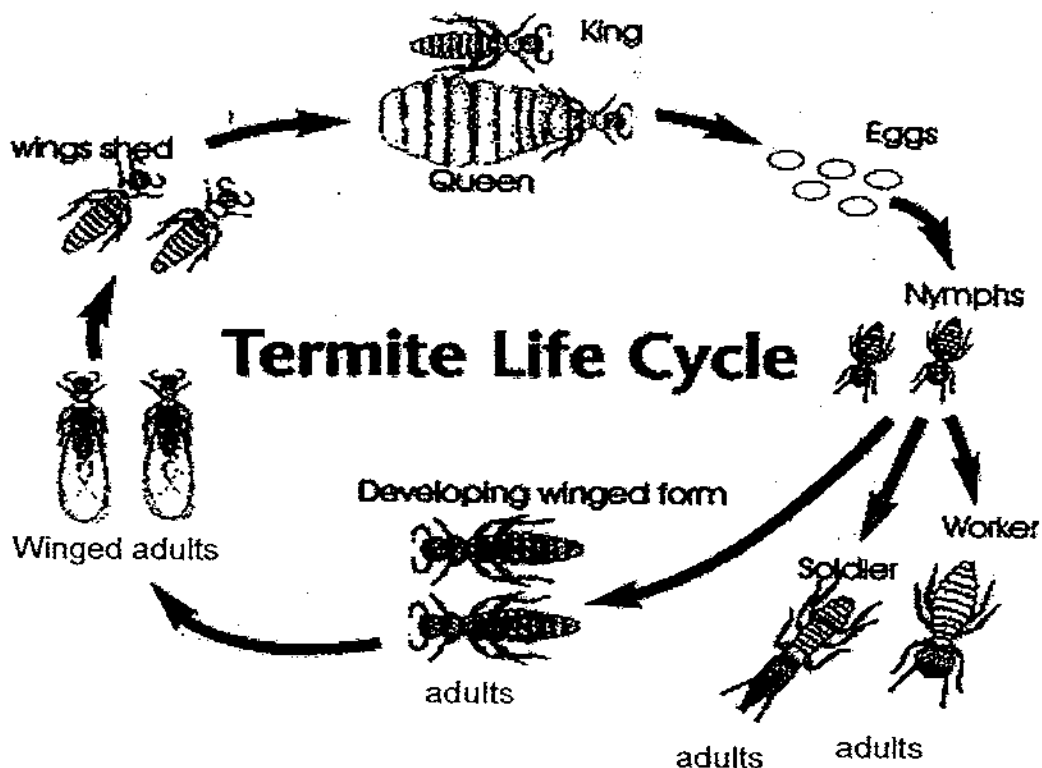 King
Eggs
wings shed
Queen
Nymphs
Termite Life Cycle
Developing winged form
Worker
Winged adults
Soldier
adults
adults
adults